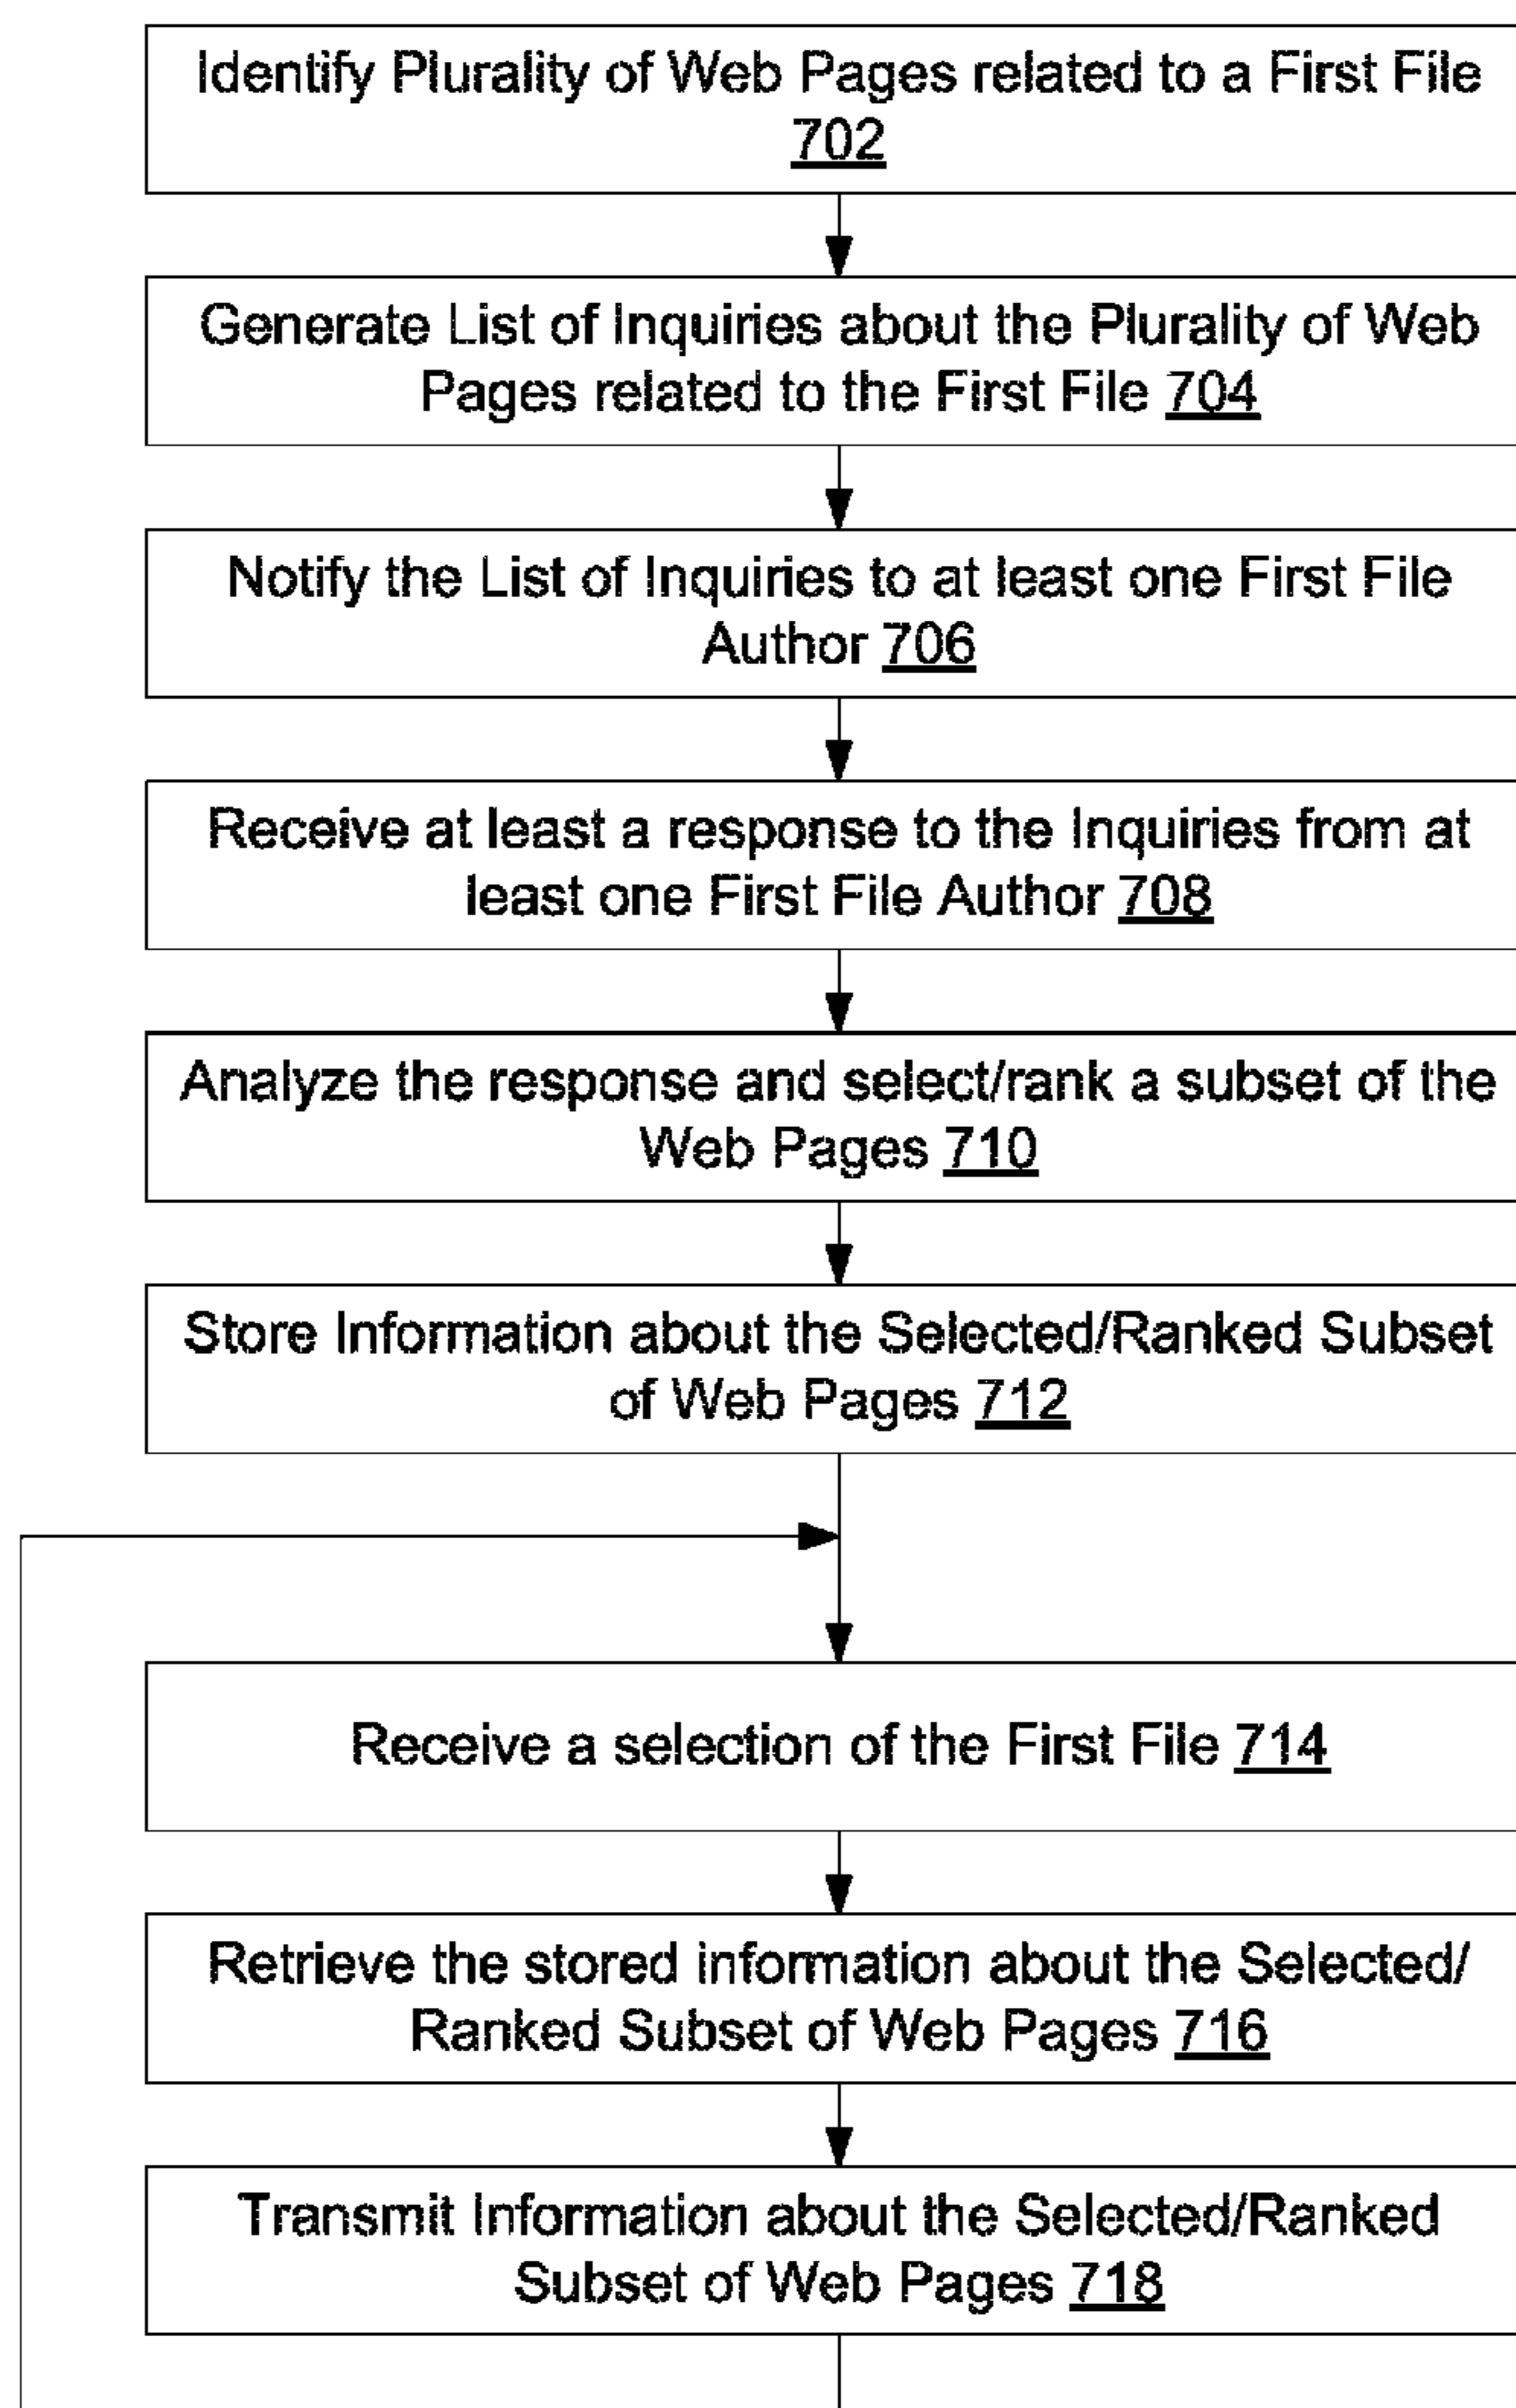 Identify Plurality of Web Pages related to a First File
702
Generate List of Inquiries about the Plurality of Web
Pages related to the First File 704
Notify the List of Inquiries to at least one First File
Author 706
Receive at least a response to the Inquiries from at
least one First File Author 708
Analyze the response and select/rank a subset of the
Web Pages 710
Store Information about the Selected/Ranked Subset
of Web Pages 712
Receive a selection of the First File 714
Retrieve the stored information about the Selected/
Ranked Subset of Web Pages 716
Transmit Information about the Selected/Ranked
Subset of Web Pages 718